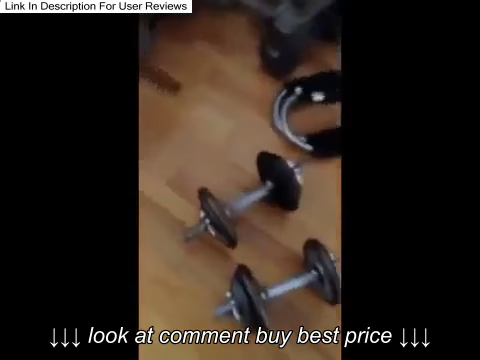 Link In Description For User Reviews
↓↓↓ look at comment buy best price ↓↓↓